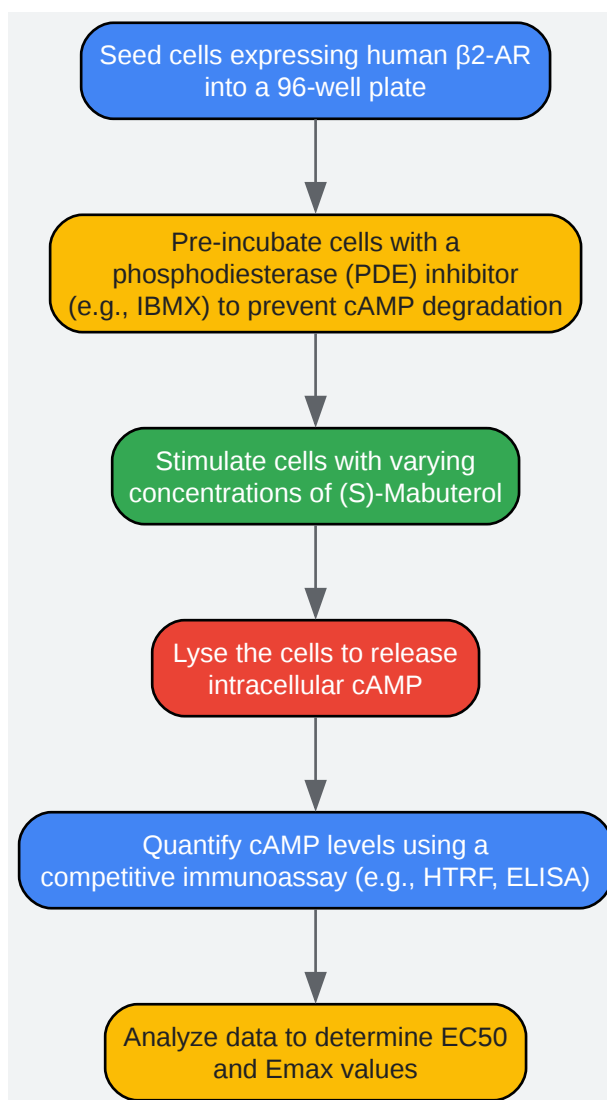 Seed cells expressing human β2-AR
into a 96-well plate
Pre-incubate cells with a
phosphodiesterase (PDE) inhibitor
(e.g., IBMX) to prevent cAMP degradation
Stimulate cells with varying
concentrations of (S)-Mabuterol
Lyse the cells to release
intracellular cAMP
Quantify cAMP levels using a
competitive immunoassay (e.g., HTRF, ELISA)
Analyze data to determine EC50
and Emax values